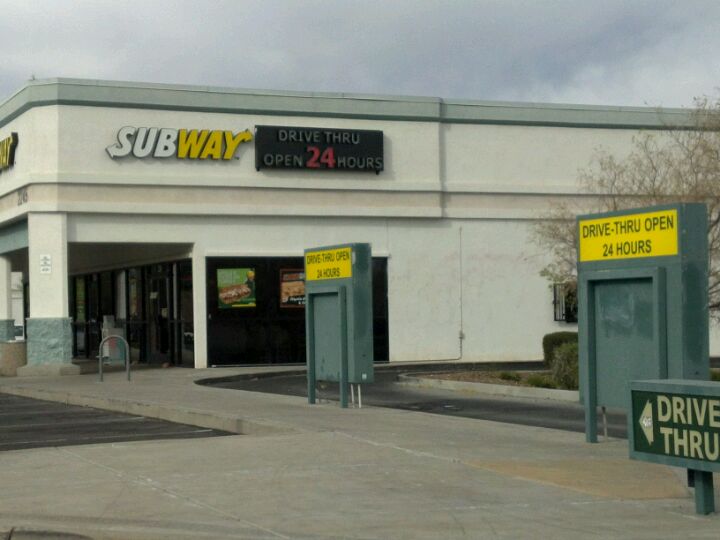 SUBWAY
DRIVE THRU
OPEN 24 HOURS
DRIVE-THRU OPEN
24 HOURS
DRIVE-THRU OPEN
24 HOURS
DRIVE
THRU